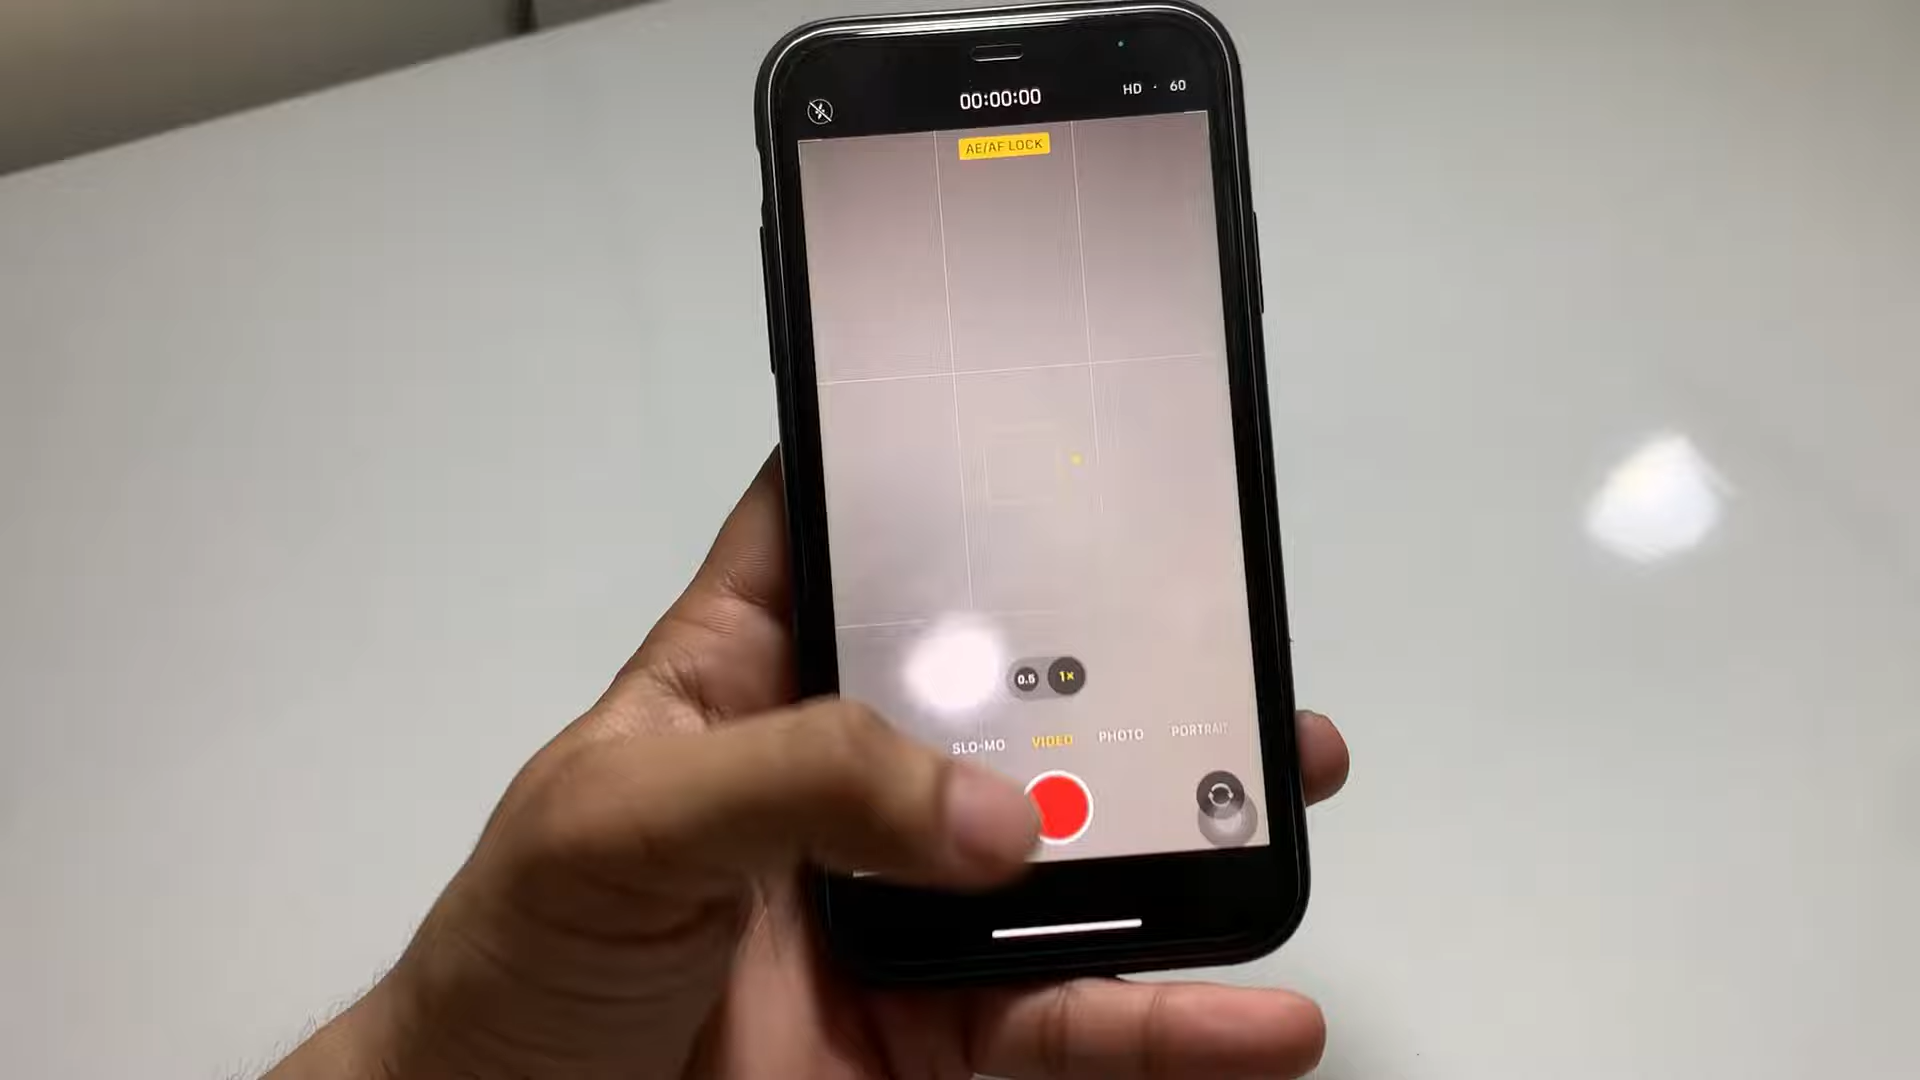 00:00:00
HD · 60
AE/AF LOCK
0.5 1×
SLO-MO VIDEO PHOTO PORTRAIT